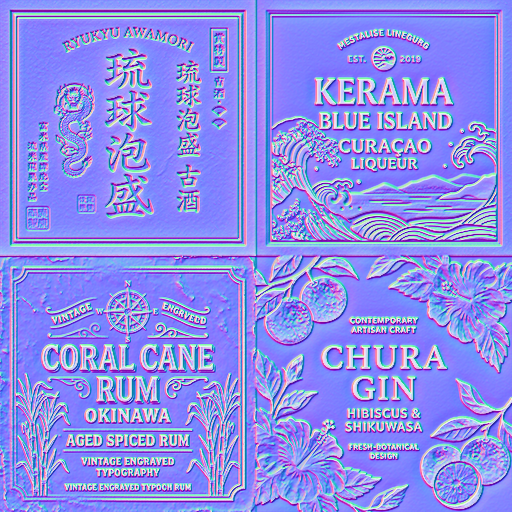 RYUKYU AWAMORI
琉球泡盛
琉球泡盛 古酒
MESTALISE LINEGURG
EST. 2019
KERAMA
BLUE ISLAND
CURAÇAO
LIQUEUR
VINTAGE ENGRVEDD
N
W E
S
CORAL CANE
RUM
OKINAWA
AGED SPICED RUM
VINTAGE ENGRAVED
TYPOGRAPHY
VINTAGE ENGRAVED TYPOCH RUM
CONTEMPORARY
ARTISAN CRAFT
CHURA
GIN
HIBISCUS &
SHIKUWASA
FRESH-BOTANICAL
DESIGN